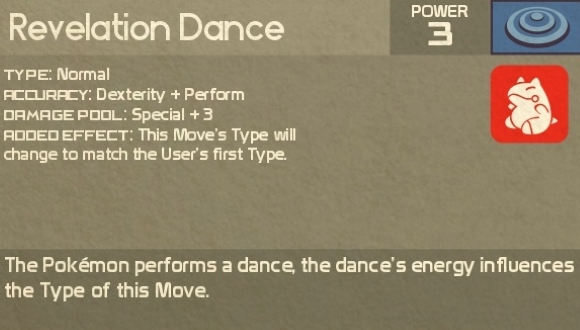 Revelation Dance
POWER
3
TYPE: Normal
ACCURACY: Dexterity + Perform
DAMAGE POOL: Special + 3
ADDED EFFECT: This Move's Type will
change to match the User's first Type.
The Pokémon performs a dance, the dance's energy influences
the Type of this Move.